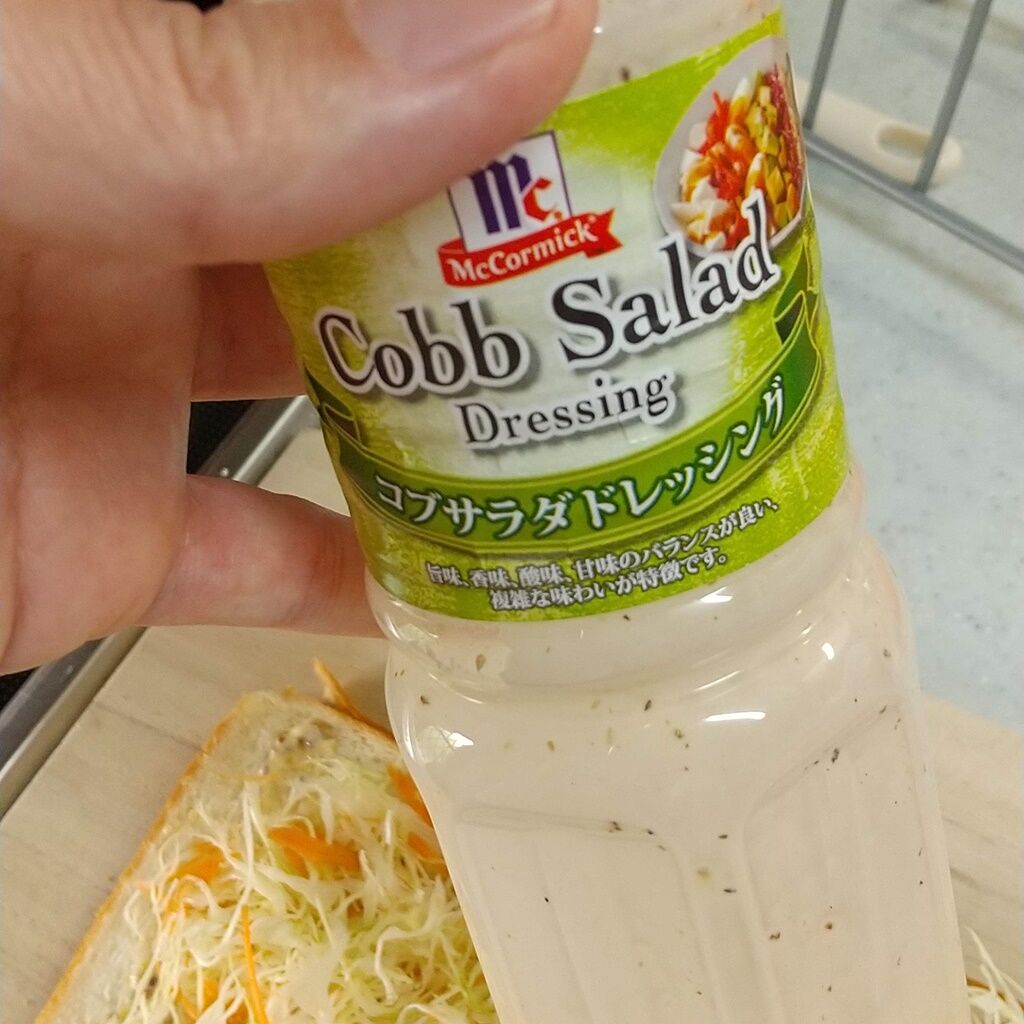 Mc
McCormick
Cobb Salad
Dressing
コブサラダドレッシング
旨味、香味、酸味、甘味のバランスが良い、
複雑な味わいが特徴です。